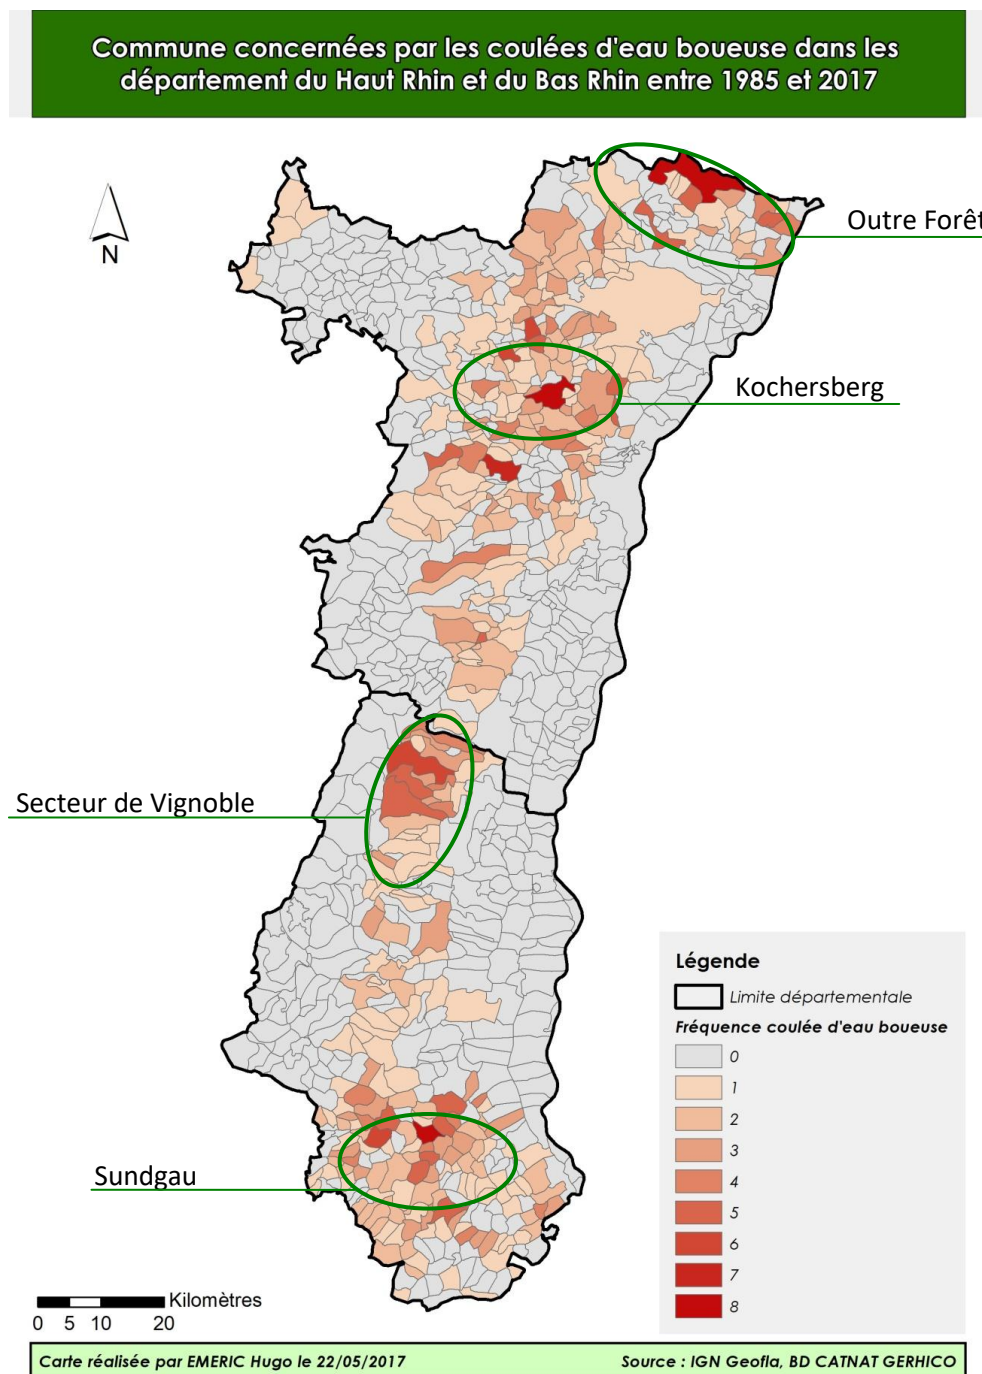 Commune concernées par les coulées d'eau boueuse dans les
département du Haut Rhin et du Bas Rhin entre 1985 et 2017
N
Outre Forêt
Kochersberg
Secteur de Vignoble
Sundgau
Légende
Limite départementale
Fréquence coulée d'eau boueuse
0
1
2
3
4
5
6
7
8
Kilomètres
0 5 10 20
Carte réalisée par EMERIC Hugo le 22/05/2017
Source : IGN Geofla, BD CATNAT GERHICO